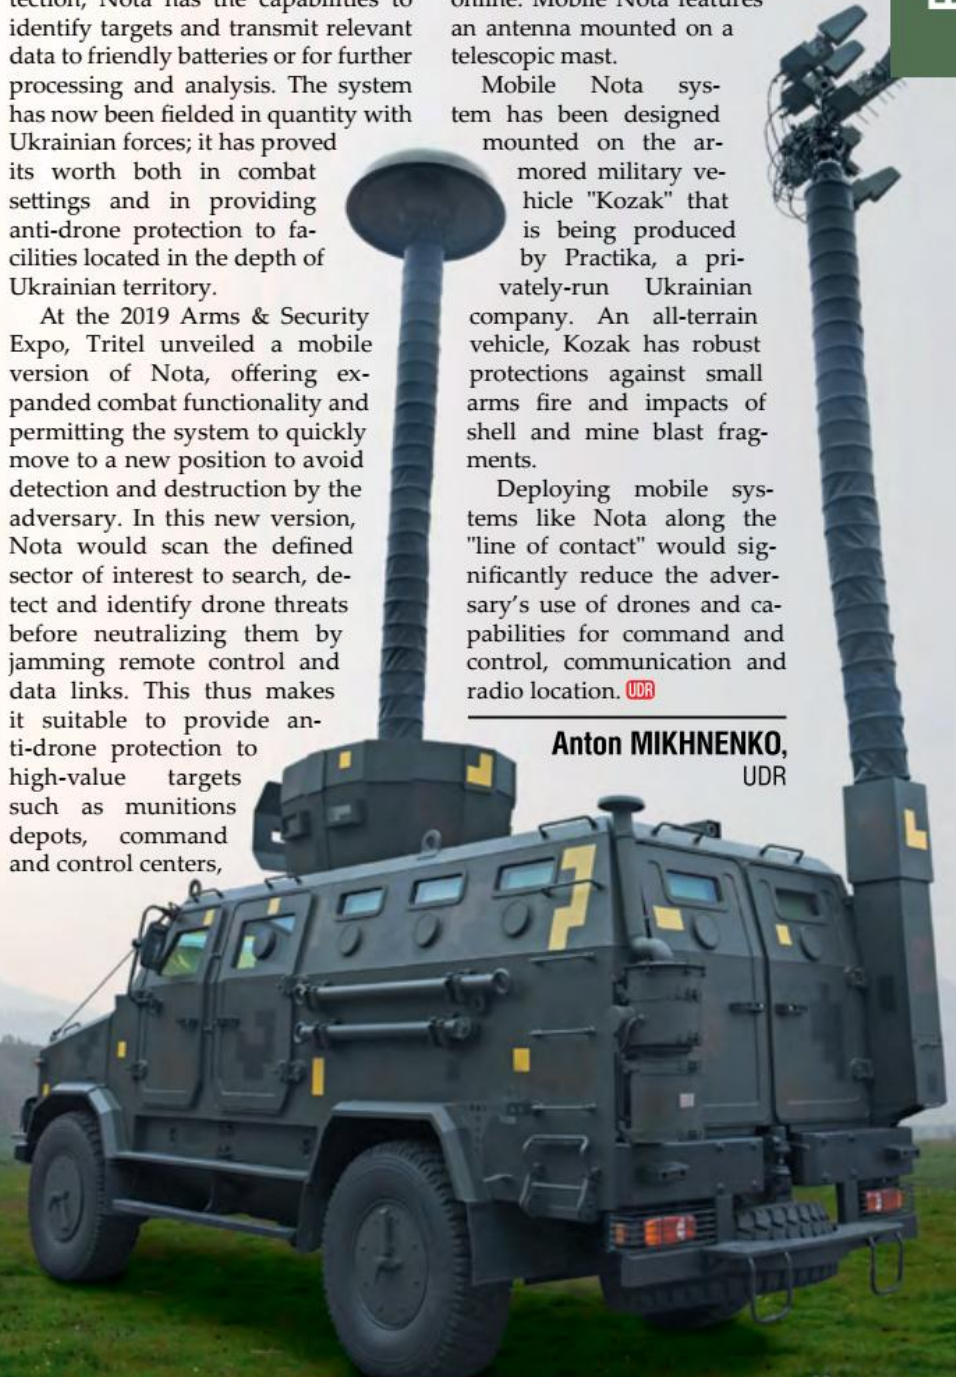 tection, Nota has the capabilities to
identify targets and transmit relevant
data to friendly batteries or for further
processing and analysis. The system
has now been fielded in quantity with
Ukrainian forces; it has proved
its worth both in combat
settings and in providing
anti-drone protection to fa-
cilities located in the depth of
Ukrainian territory.
At the 2019 Arms & Security
Expo, Tritel unveiled a mobile
version of Nota, offering ex-
panded combat functionality and
permitting the system to quickly
move to a new position to avoid
detection and destruction by the
adversary. In this new version,
Nota would scan the defined
sector of interest to search, de-
tect and identify drone threats
before neutralizing them by
jamming remote control and
data links. This thus makes
it suitable to provide an-
ti-drone protection to
high-value targets
such as munitions
depots, command
and control centers,
online. Mobile Nota features
an antenna mounted on a
telescopic mast.
Mobile Nota sys-
tem has been designed
mounted on the ar-
mored military ve-
hicle "Kozak" that
is being produced
by Practika, a pri-
vately-run Ukrainian
company. An all-terrain
vehicle, Kozak has robust
protections against small
arms fire and impacts of
shell and mine blast frag-
ments.
Deploying mobile sys-
tems like Nota along the
"line of contact" would sig-
nificantly reduce the adver-
sary's use of drones and ca-
pabilities for command and
control, communication and
radio location. UDR
Anton MIKHNENKO,
UDR